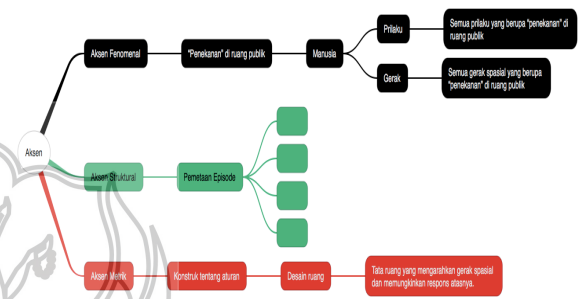 Aksen
Aksen Fenomenal
"Penekanan" di ruang publik
Manusia
Prilaku
Semua prilaku yang berupa "penekanan" di
ruang publik
Gerak
Semua gerak spasial yang berupa
"penekanan" di ruang publik
Aksen Struktural
Pemetaan Episode
Aksen Metrik
Konstruk tentang aturan
Desain ruang
Tata ruang yang mengarahkan gerak spasial
dan memungkinkan respons atasnya.